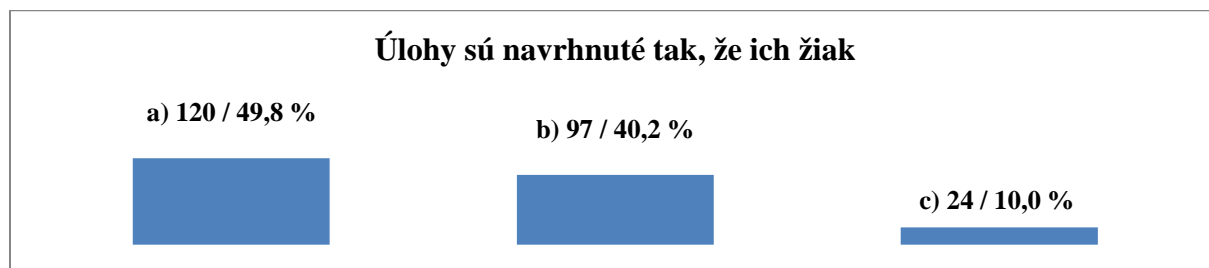 Úlohy sú navrhnuté tak, že ich žiak
a) 120 / 49,8 %
b) 97 / 40,2 %
c) 24 / 10,0 %